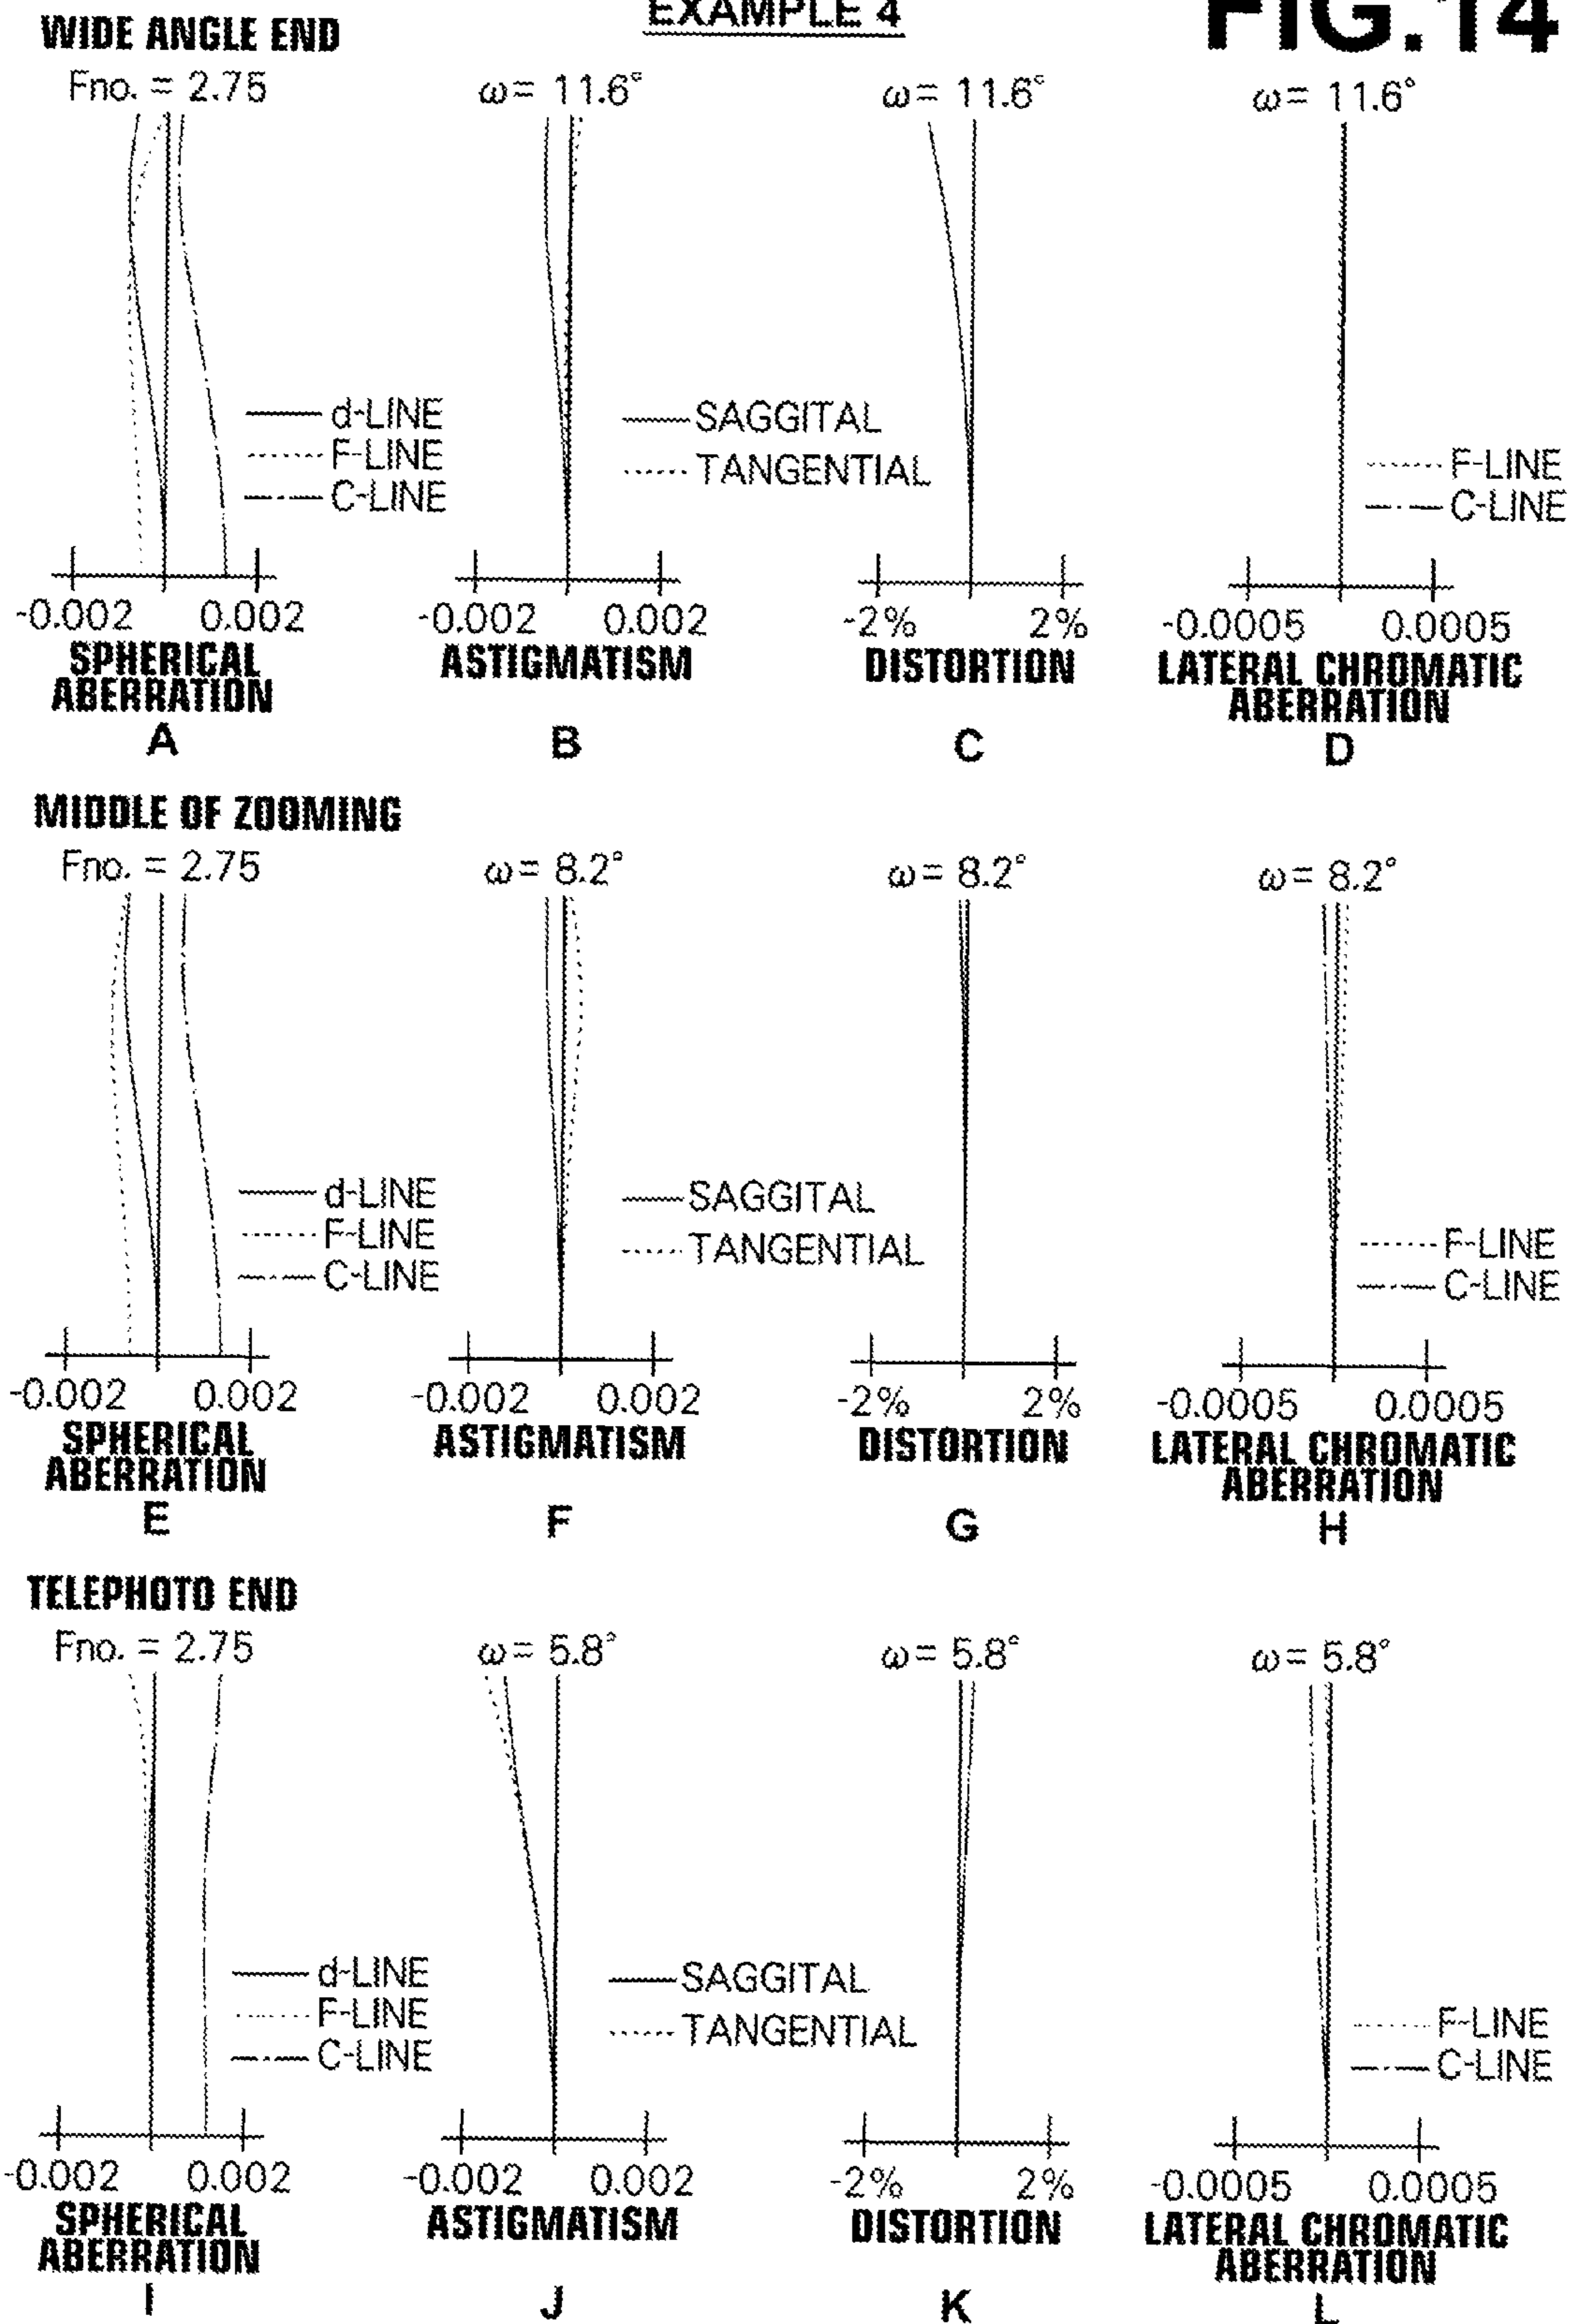 EXAMPLE 4
FIG.14
WIDE ANGLE END
Fno. = 2.75
ω= 11.6°
ω= 11.6°
ω= 11.6°
d-LINE
F-LINE
C-LINE
SAGGITAL
TANGENTIAL
F-LINE
C-LINE
-0.002 0.002
-0.002 0.002
-2% 2%
-0.0005 0.0005
SPHERICAL
ABERRATION
ASTIGMATISM
DISTORTION
LATERAL CHROMATIC
ABERRATION
A
B
C
D
MIDDLE OF ZOOMING
Fno. = 2.75
ω= 8.2°
ω= 8.2°
ω= 8.2°
d-LINE
F-LINE
C-LINE
SAGGITAL
TANGENTIAL
F-LINE
C-LINE
-0.002 0.002
-0.002 0.002
-2% 2%
-0.0005 0.0005
SPHERICAL
ABERRATION
ASTIGMATISM
DISTORTION
LATERAL CHROMATIC
ABERRATION
E
F
G
H
TELEPHOTO END
Fno. = 2.75
ω= 5.8°
ω= 5.8°
ω= 5.8°
d-LINE
F-LINE
C-LINE
SAGGITAL
TANGENTIAL
F-LINE
C-LINE
-0.002 0.002
-0.002 0.002
-2% 2%
-0.0005 0.0005
SPHERICAL
ABERRATION
ASTIGMATISM
DISTORTION
LATERAL CHROMATIC
ABERRATION
I
J
K
L